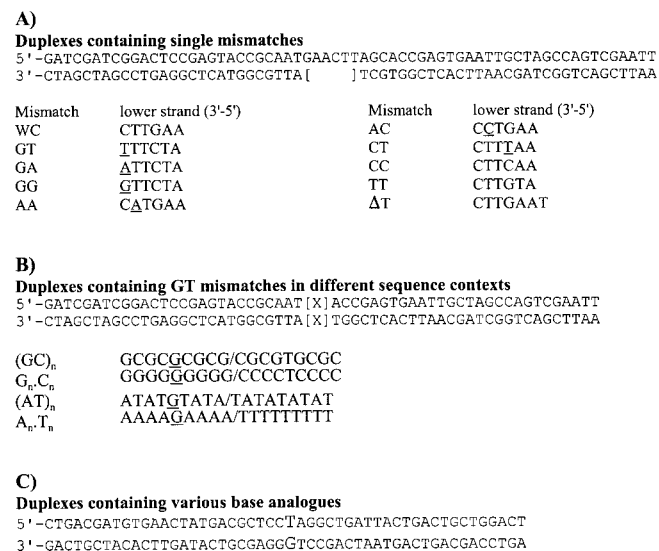 A)
Duplexes containing single mismatches
5'-GATCGATCGGACTCCGAGTACCGCAATGAACTTAGCACCGAGTGAATTGCTAGCCAGTCGAATT
3'-CTAGCTAGCCTGAGGCTCATGGCGTTA[ ]TCGTGGCTCACTTAACGATCGGTCAGCTTAA
Mismatch lower strand (3'-5') Mismatch lower strand (3'-5')
WC CTTGAA AC CCTGAA
GT TTTCTA CT CTTTAA
GA ATTCTA CC CTTCAA
GG GTTCTA TT CTTGTA
AA CATGAA ΔT CTTGAAT
B)
Duplexes containing GT mismatches in different sequence contexts
5'-GATCGATCGGACTCCGAGTACCGCAAT[X]ACCGAGTGAATTGCTAGCCAGTCGAATT
3'-CTAGCTAGCCTGAGGCTCATGGCGTTA[X]TGGCTCACTTAACGATCGGTCAGCTTAA
(GC)n GCGCGCGCG/CGCGTGCGC
Gn.Cn GGGGGGGGG/CCCCTCCCC
(AT)n ATATGTATA/TATATATAT
An.Tn AAAAGAAAA/TTTTTTTTT
C)
Duplexes containing various base analogues
5'-CTGACGATGTGAACTATGACGCTCCTAGGCTGATTACTGACTGCTGGACT
3'-GACTGCTACACTTGATACTGCGAGGGTCCGACTAATGACTGACGACCTGA